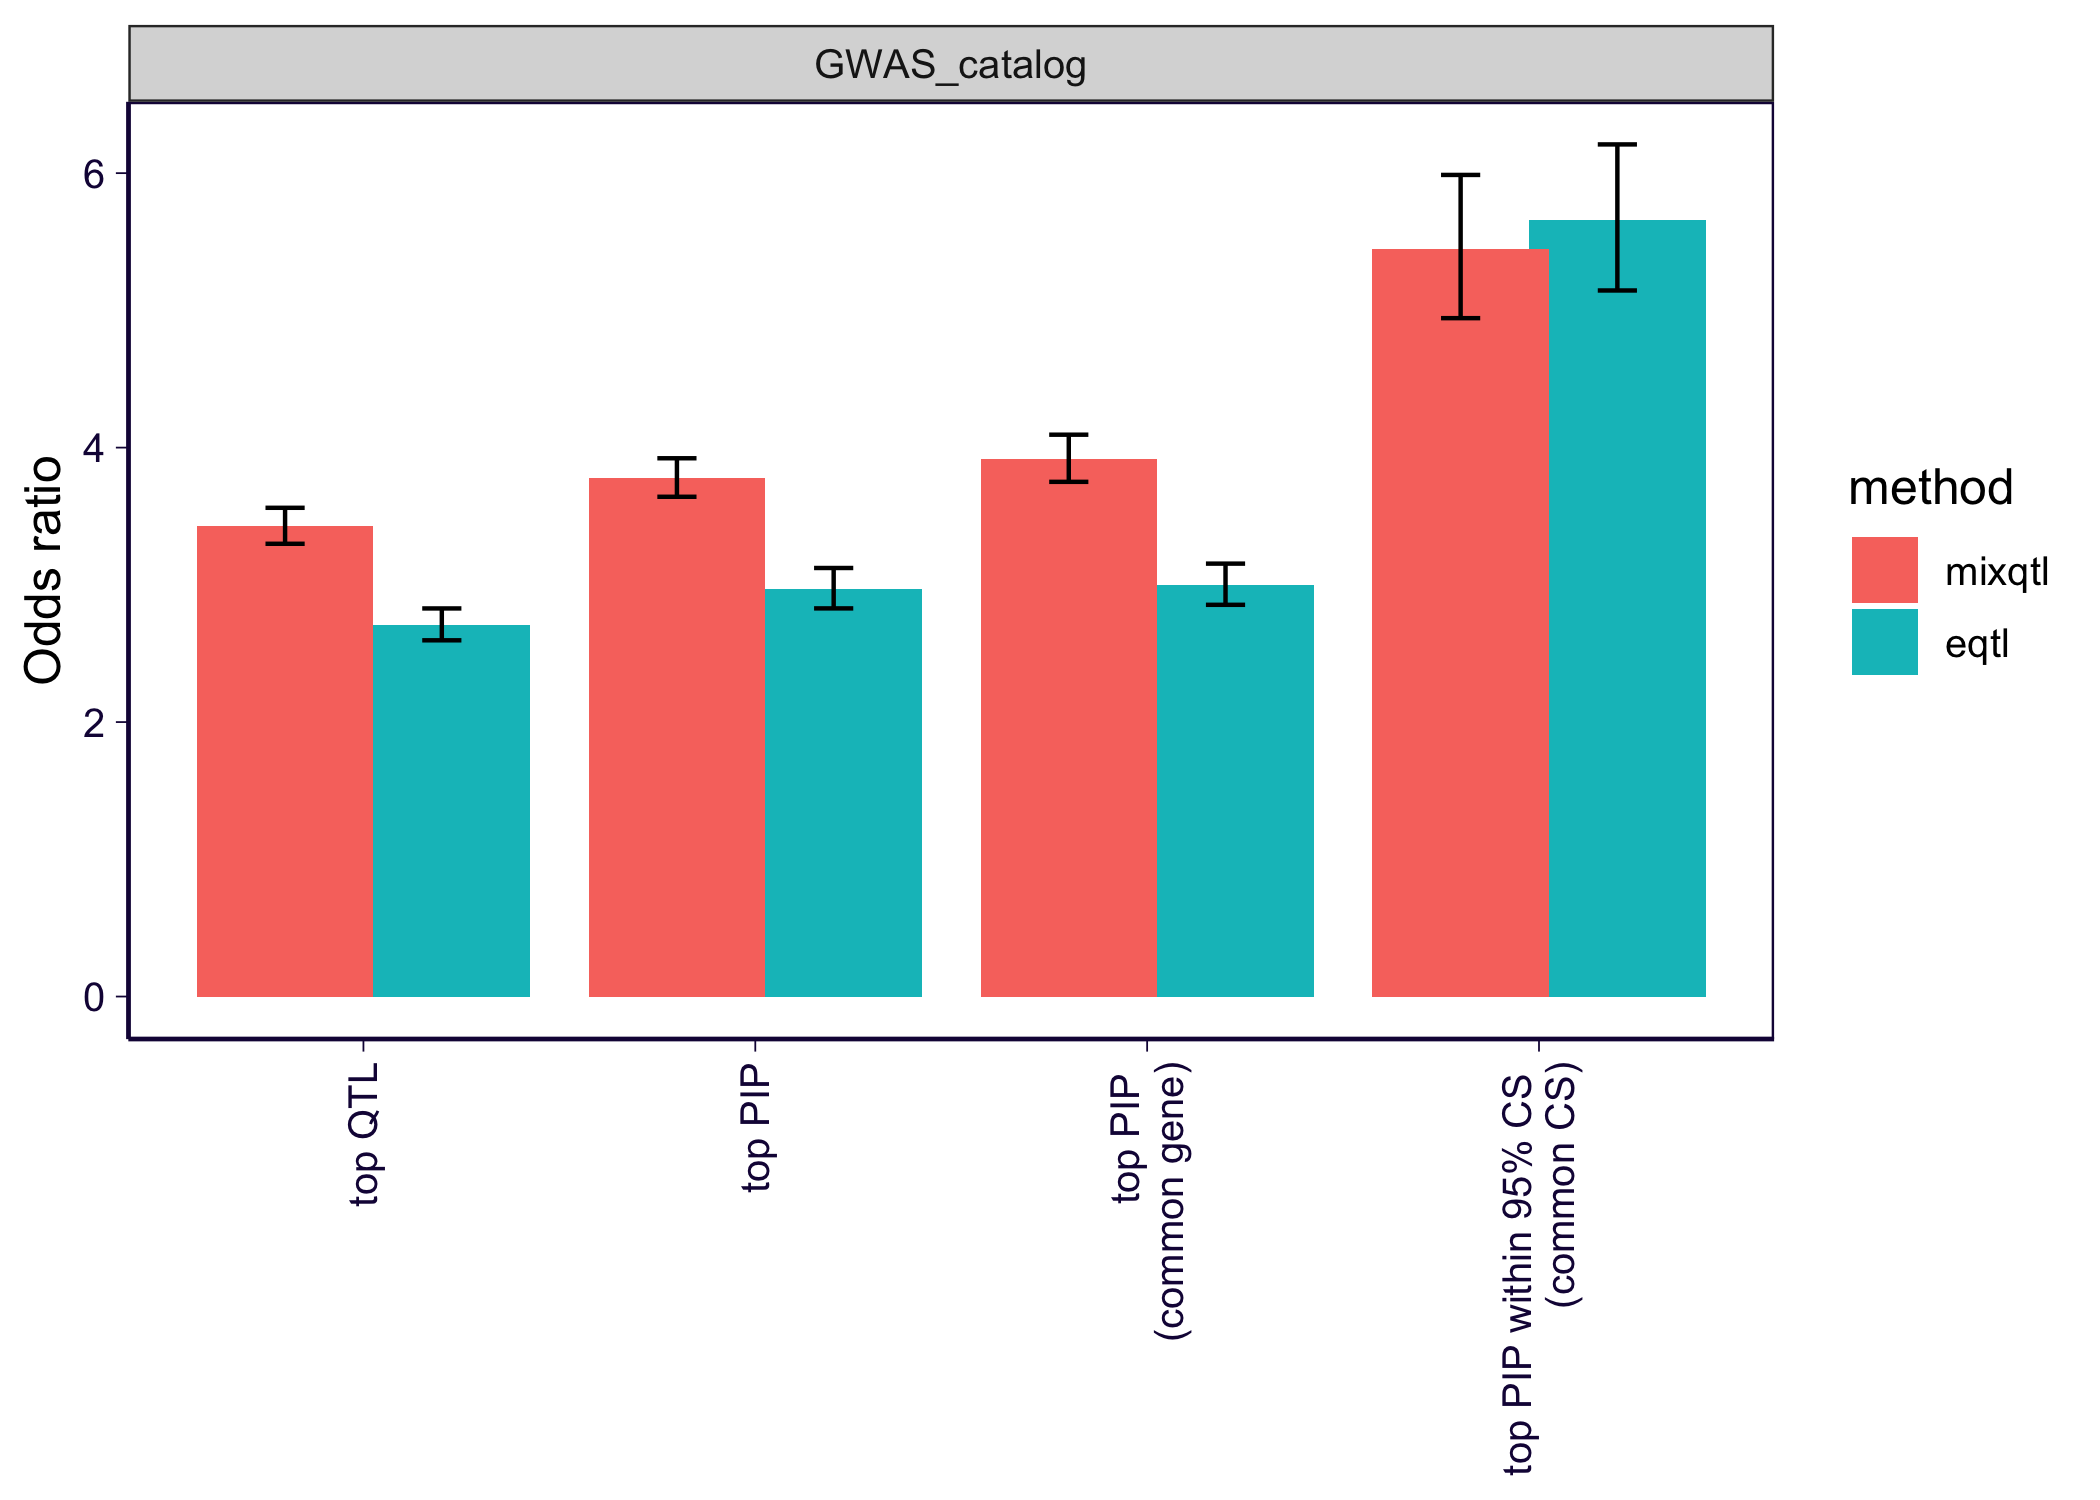 GWAS_catalog
Odds ratio
6
4
2
0
top QTL
top PIP
top PIP
(common gene)
top PIP within 95% CS
(common CS)
method
mixqtl
eqtl